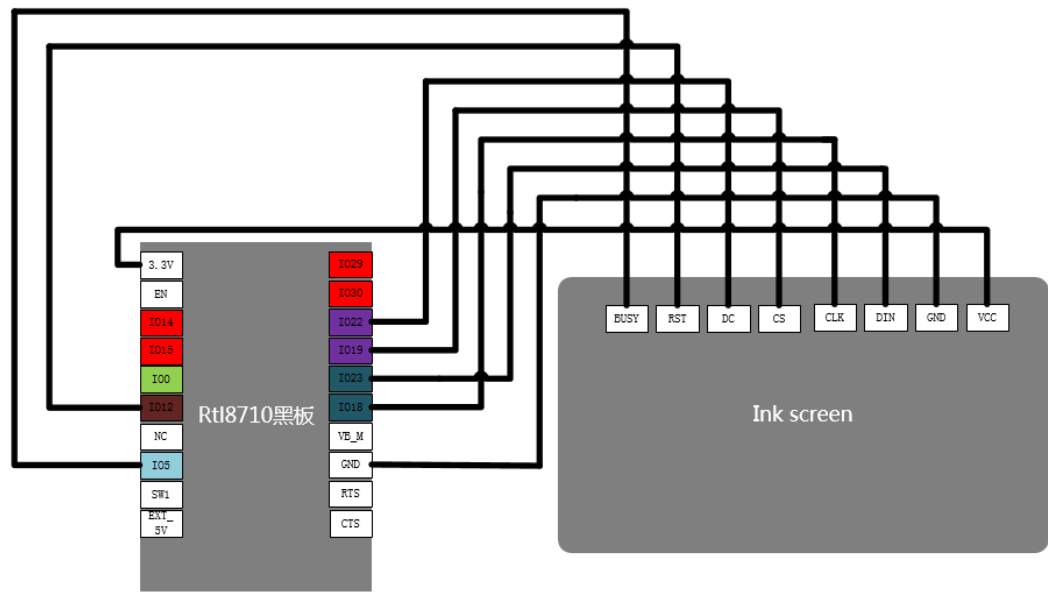 3.3V
EN
IO14
IO15
IO0
IO12
NC
IO5
SW1
EXT_
5V
Rtl8710黑板
IO29
IO30
IO22
IO19
IO23
IO18
VB_M
GND
RTS
CTS
BUSY
RST
DC
CS
CLK
DIN
GND
VCC
Ink screen